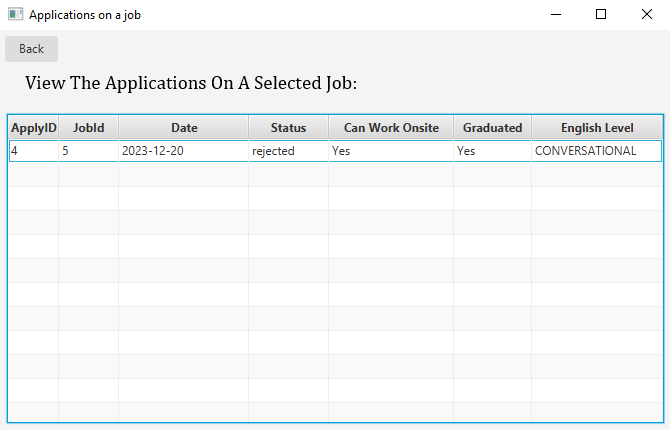 Applications on a job
Back
View The Applications On A Selected Job:
ApplyID JobId Date Status Can Work Onsite Graduated English Level
4 5 2023-12-20 rejected Yes Yes CONVERSATIONAL